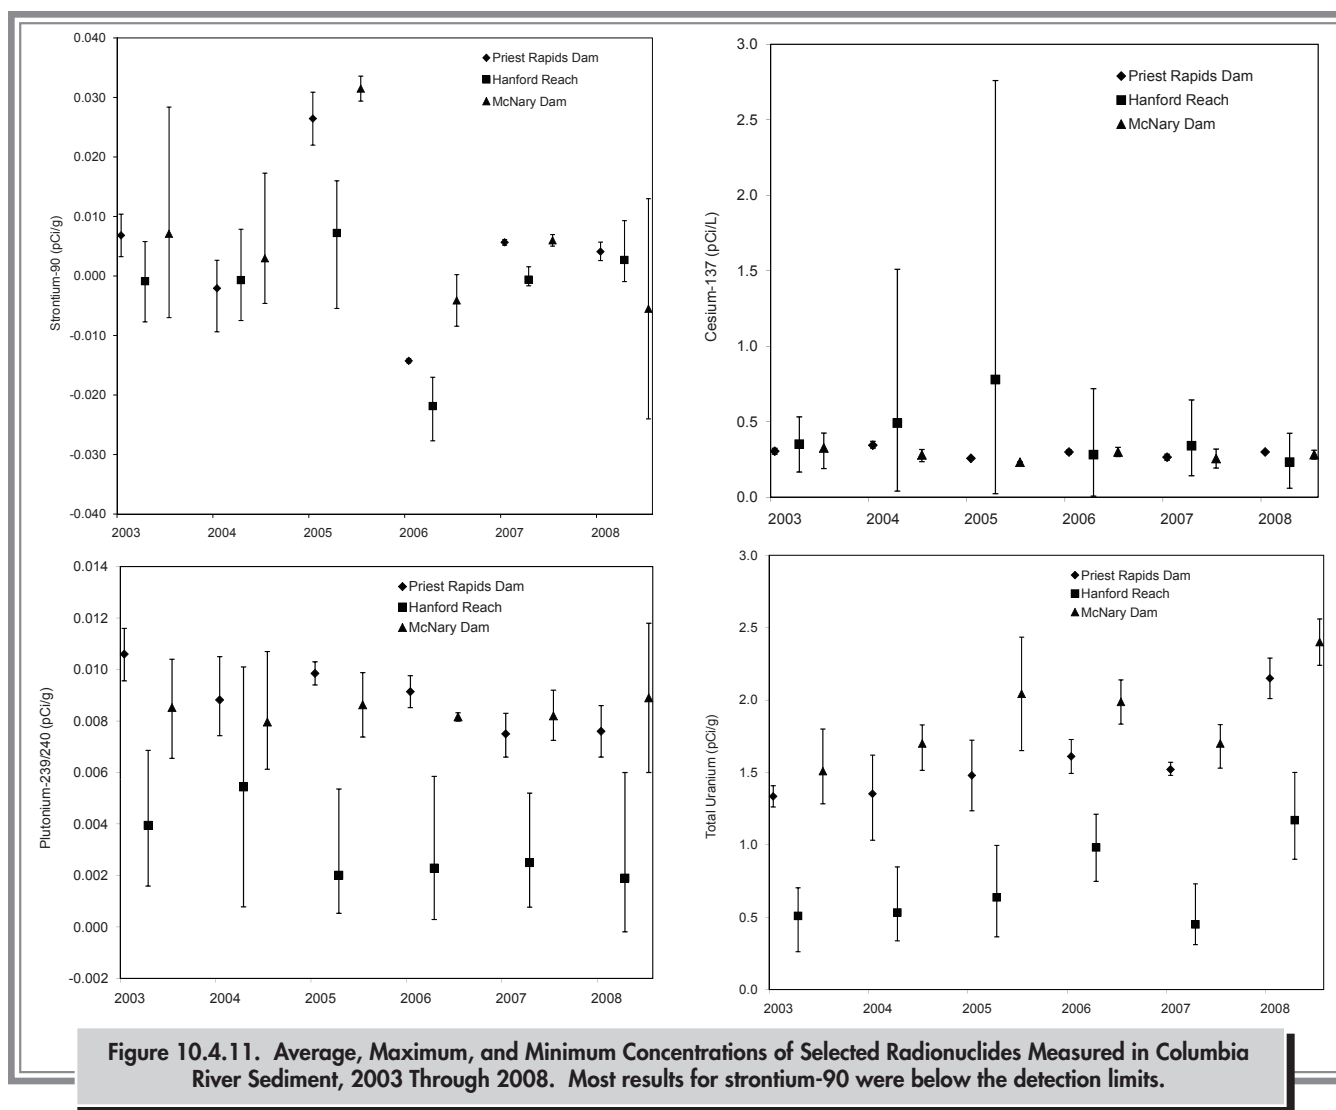 0.040
0.030
0.020
0.010
0.000
-0.010
-0.020
-0.030
-0.040
Strontium-90 (pCi/g)
Priest Rapids Dam
Hanford Reach
McNary Dam
2003 2004 2005 2006 2007 2008
3.0
2.5
2.0
1.5
1.0
0.5
0.0
Cesium-137 (pCi/L)
Priest Rapids Dam
Hanford Reach
McNary Dam
2003 2004 2005 2006 2007 2008
0.014
0.012
0.010
0.008
0.006
0.004
0.002
0.000
-0.002
Plutonium-239/240 (pCi/g)
Priest Rapids Dam
Hanford Reach
McNary Dam
2003 2004 2005 2006 2007 2008
3.0
2.5
2.0
1.5
1.0
0.5
0.0
Total Uranium (pCi/g)
Priest Rapids Dam
Hanford Reach
McNary Dam
2003 2004 2005 2006 2007 2008
Figure 10.4.11. Average, Maximum, and Minimum Concentrations of Selected Radionuclides Measured in Columbia
River Sediment, 2003 Through 2008. Most results for strontium-90 were below the detection limits.